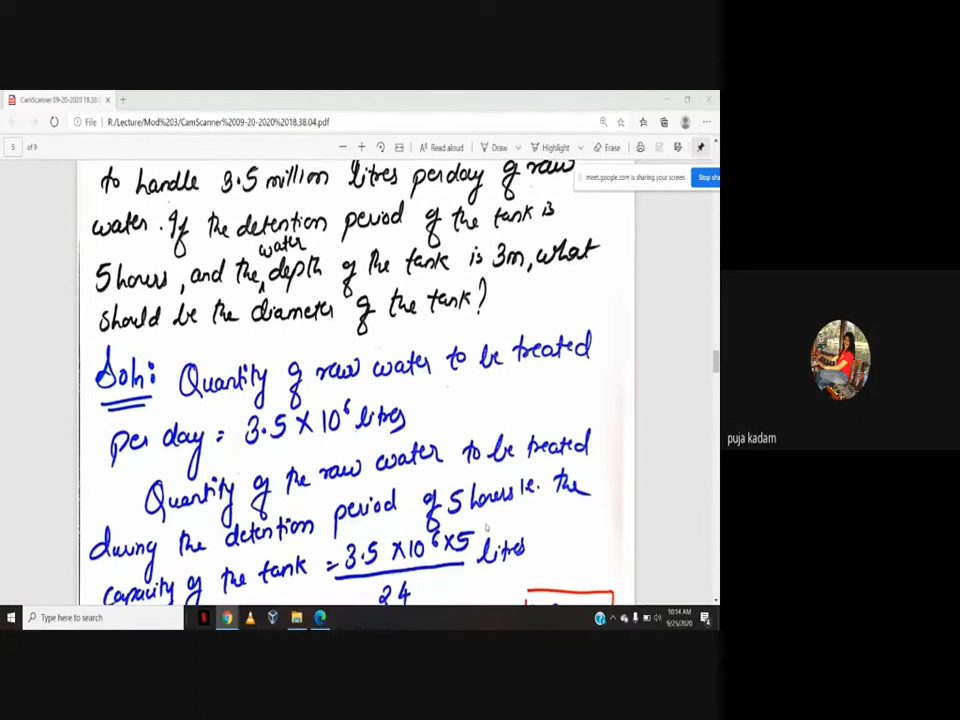 CamScanner 09-20-2020 18.38
File R:/Lecture/Mod%203/CamScanner%2009-20-2020%2018.38.04.pdf
5 of 9 Read aloud Draw Highlight Erase
to handle 3.5 million litres per day of raw
meet.google.com is sharing your screen. Stop sha
water. If the detention period of the tank is
water
5 hours, and the depth of the tank is 3m, what
should be the diameter of the tank?
Soln: Quantity of raw water to be treated
per day = 3.5 × 10⁶ litres
Quantity of the raw water to be treated
during the detention period of 5 hours i.e. the
capacity of the tank = 3.5 × 10⁶ × 5 litres
24
puja kadam
Type here to search
10:14 AM
9/25/2020